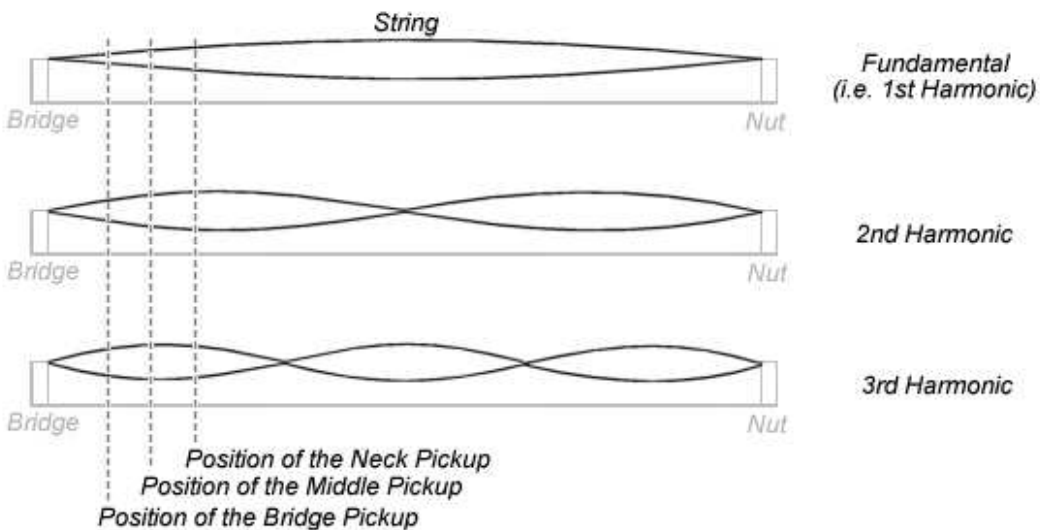 String
Fundamental
(i.e. 1st Harmonic)
Bridge
Nut
2nd Harmonic
Bridge
Nut
3rd Harmonic
Bridge
Nut
Position of the Neck Pickup
Position of the Middle Pickup
Position of the Bridge Pickup